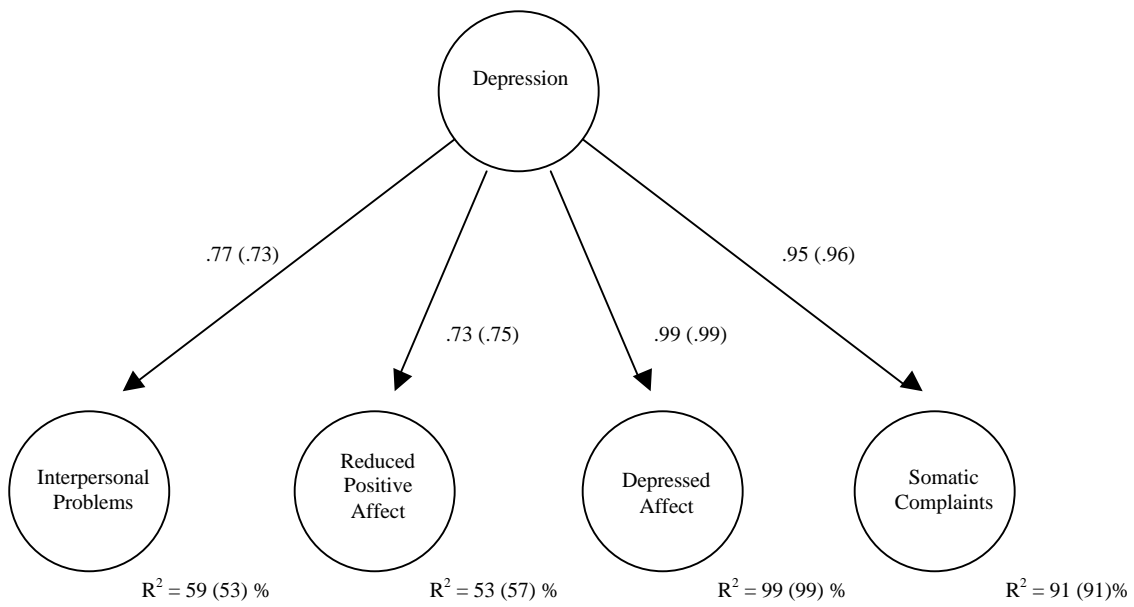 Depression
.77 (.73)
.95 (.96)
.73 (.75)
.99 (.99)
Interpersonal
Problems
Reduced
Positive
Affect
Depressed
Affect
Somatic
Complaints
R² = 59 (53) %
R² = 53 (57) %
R² = 99 (99) %
R² = 91 (91)%